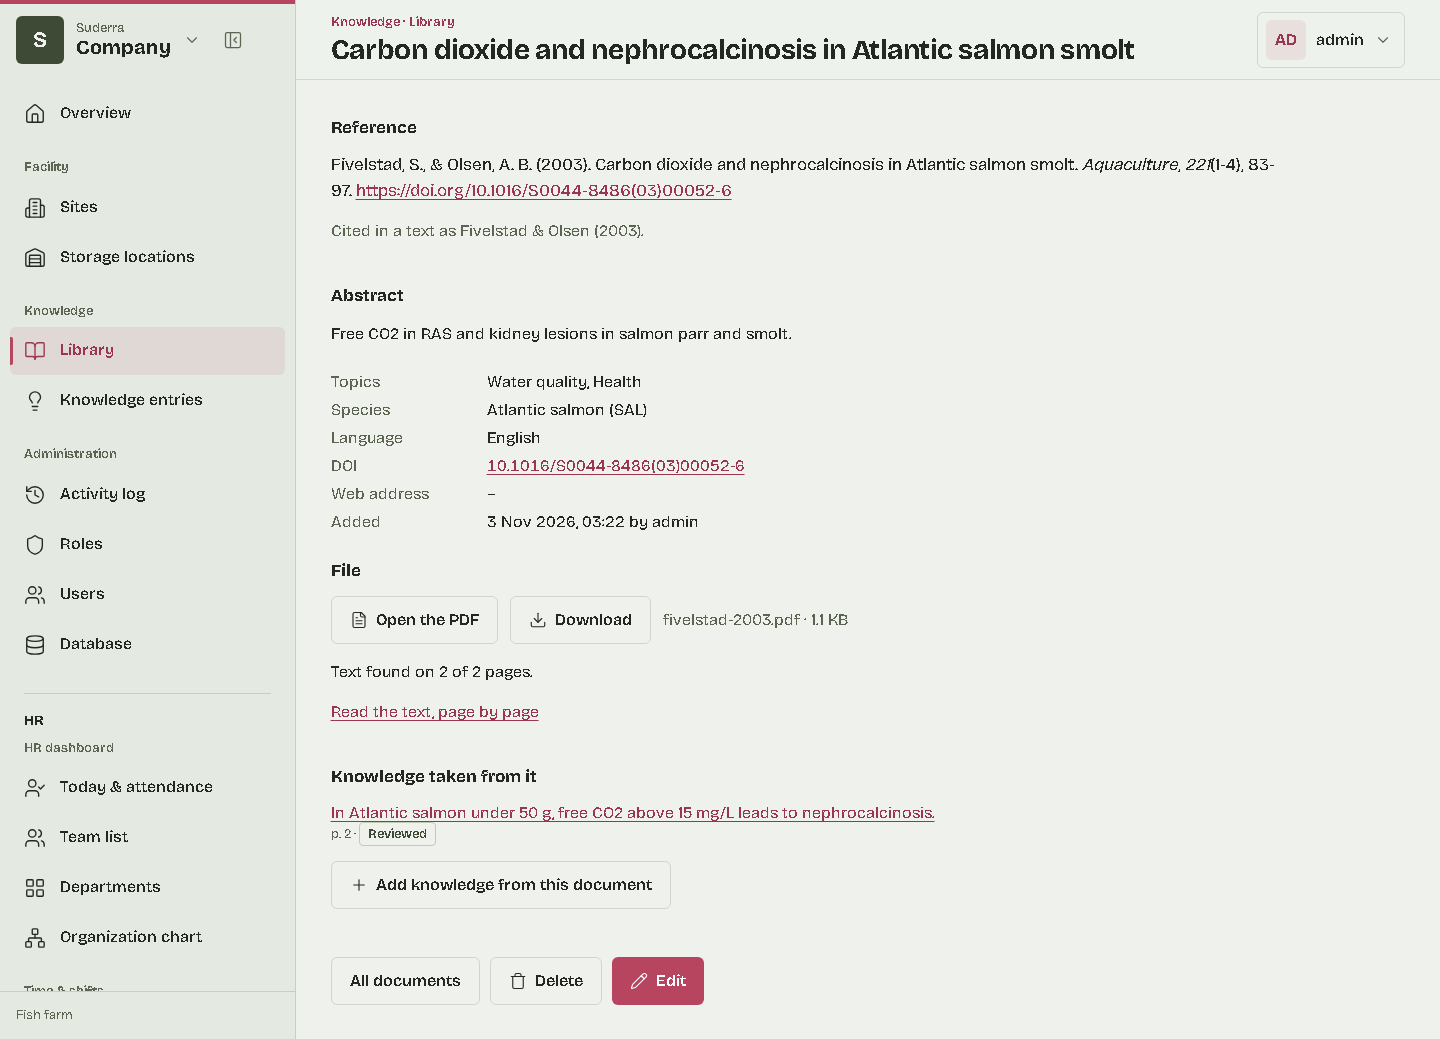 Suderra
S Company
Overview
Facility
Sites
Storage locations
Knowledge
Library
Knowledge entries
Administration
Activity log
Roles
Users
Database
HR
HR dashboard
Today & attendance
Team list
Departments
Organization chart
Time & shifts
Fish farm
Knowledge · Library
Carbon dioxide and nephrocalcinosis in Atlantic salmon smolt
AD admin
Reference
Fivelstad, S., & Olsen, A. B. (2003). Carbon dioxide and nephrocalcinosis in Atlantic salmon smolt. Aquaculture, 221(1-4), 83-
97. https://doi.org/10.1016/S0044-8486(03)00052-6
Cited in a text as Fivelstad & Olsen (2003).
Abstract
Free CO2 in RAS and kidney lesions in salmon parr and smolt.
Topics Water quality, Health
Species Atlantic salmon (SAL)
Language English
DOI 10.1016/S0044-8486(03)00052-6
Web address –
Added 3 Nov 2026, 03:22 by admin
File
Open the PDF Download fivelstad-2003.pdf · 1.1 KB
Text found on 2 of 2 pages.
Read the text, page by page
Knowledge taken from it
In Atlantic salmon under 50 g, free CO2 above 15 mg/L leads to nephrocalcinosis.
p. 2 · Reviewed
Add knowledge from this document
All documents Delete Edit